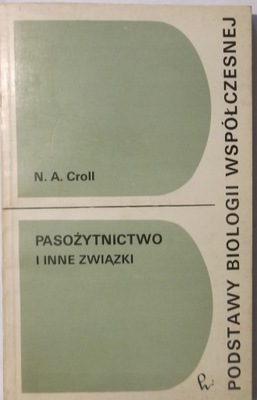 N. A. Croll
PASOŻYTNICTWO
I INNE ZWIĄZKI
PODSTAWY BIOLOGII WSPÓŁCZESNEJ